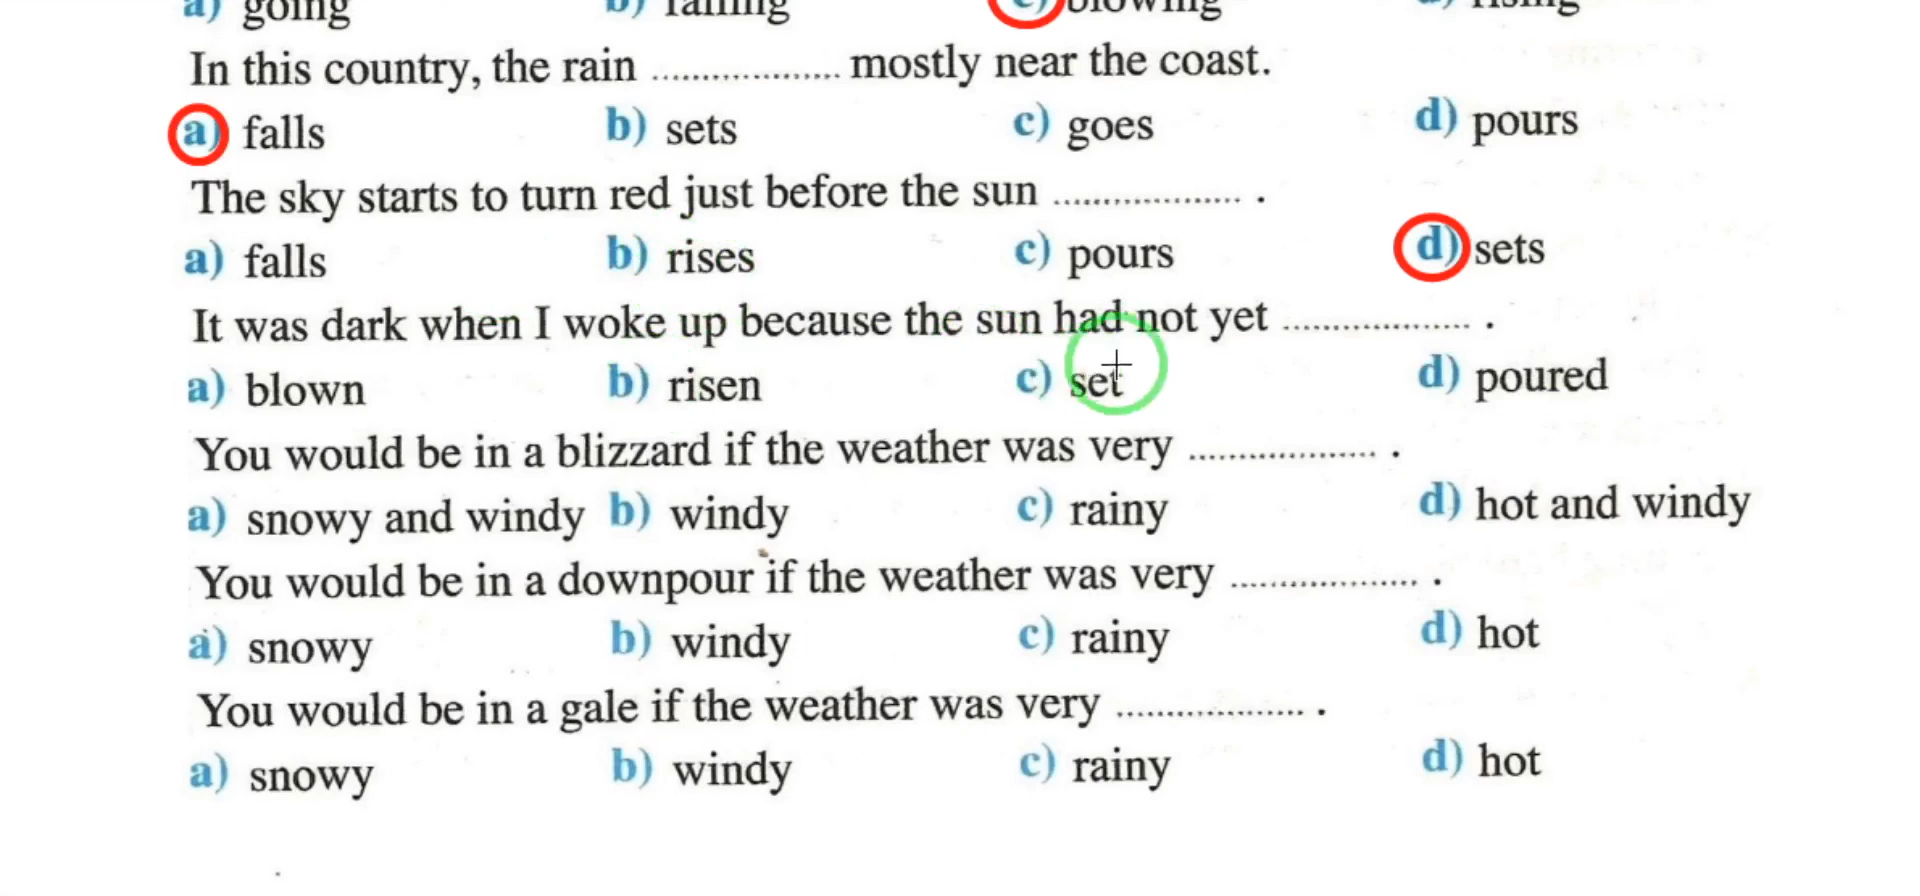 a) going b) falling c) blowing d) rising
In this country, the rain .................... mostly near the coast.
a) falls b) sets c) goes d) pours
The sky starts to turn red just before the sun .................... .
a) falls b) rises c) pours d) sets
It was dark when I woke up because the sun had not yet .................... .
a) blown b) risen c) set d) poured
You would be in a blizzard if the weather was very .................... .
a) snowy and windy b) windy c) rainy d) hot and windy
You would be in a downpour if the weather was very .................... .
a) snowy b) windy c) rainy d) hot
You would be in a gale if the weather was very .................... .
a) snowy b) windy c) rainy d) hot